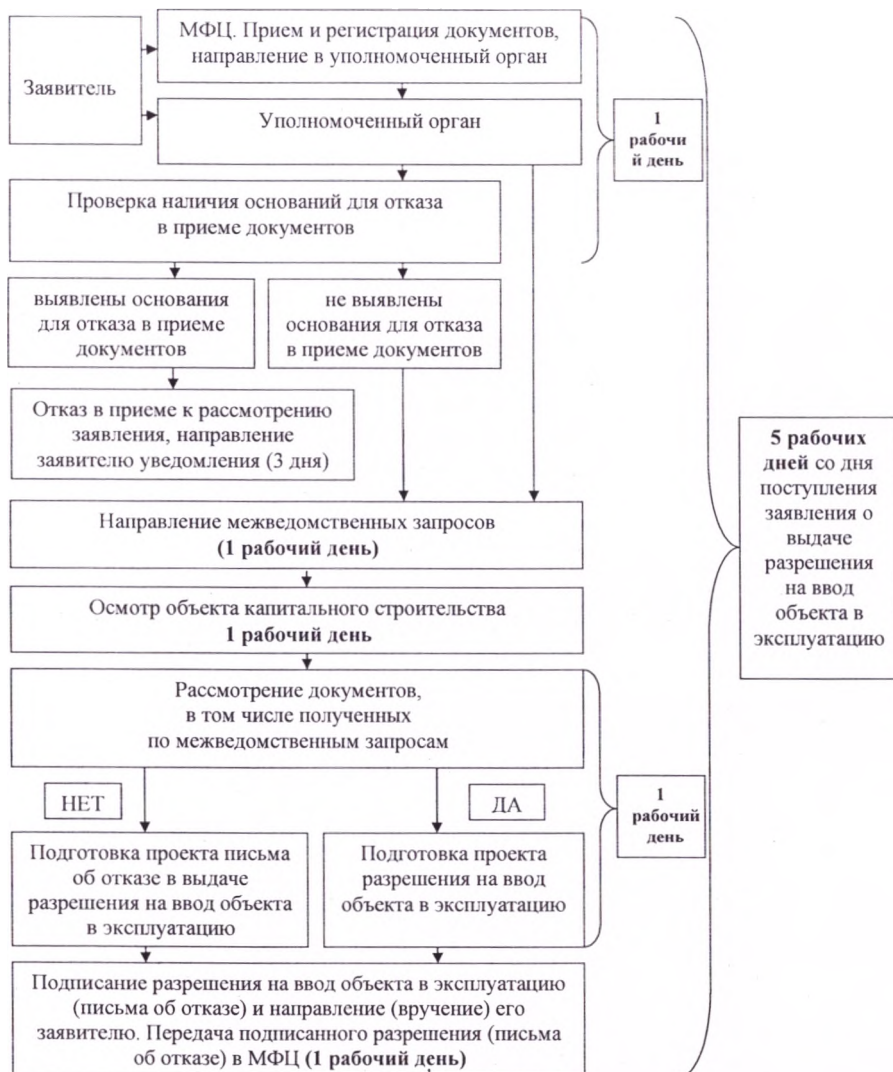 МФЦ. Прием и регистрация документов,
направление в уполномоченный орган
Заявитель
Уполномоченный орган
1
рабочи
й день
Проверка наличия оснований для отказа
в приеме документов
выявлены основания
для отказа в приеме
документов
не выявлены
основания для отказа
в приеме документов
Отказ в приеме к рассмотрению
заявления, направление
заявителю уведомления (3 дня)
5 рабочих
дней со дня
поступления
заявления о
выдаче
разрешения
на ввод
объекта в
эксплуатацию
Направление межведомственных запросов
(1 рабочий день)
Осмотр объекта капитального строительства
1 рабочий день
Рассмотрение документов,
в том числе полученных
по межведомственным запросам
НЕТ
ДА
1
рабочий
день
Подготовка проекта письма
об отказе в выдаче
разрешения на ввод объекта
в эксплуатацию
Подготовка проекта
разрешения на ввод
объекта в эксплуатацию
Подписание разрешения на ввод объекта в эксплуатацию
(письма об отказе) и направление (вручение) его
заявителю. Передача подписанного разрешения (письма
об отказе) в МФЦ (1 рабочий день)